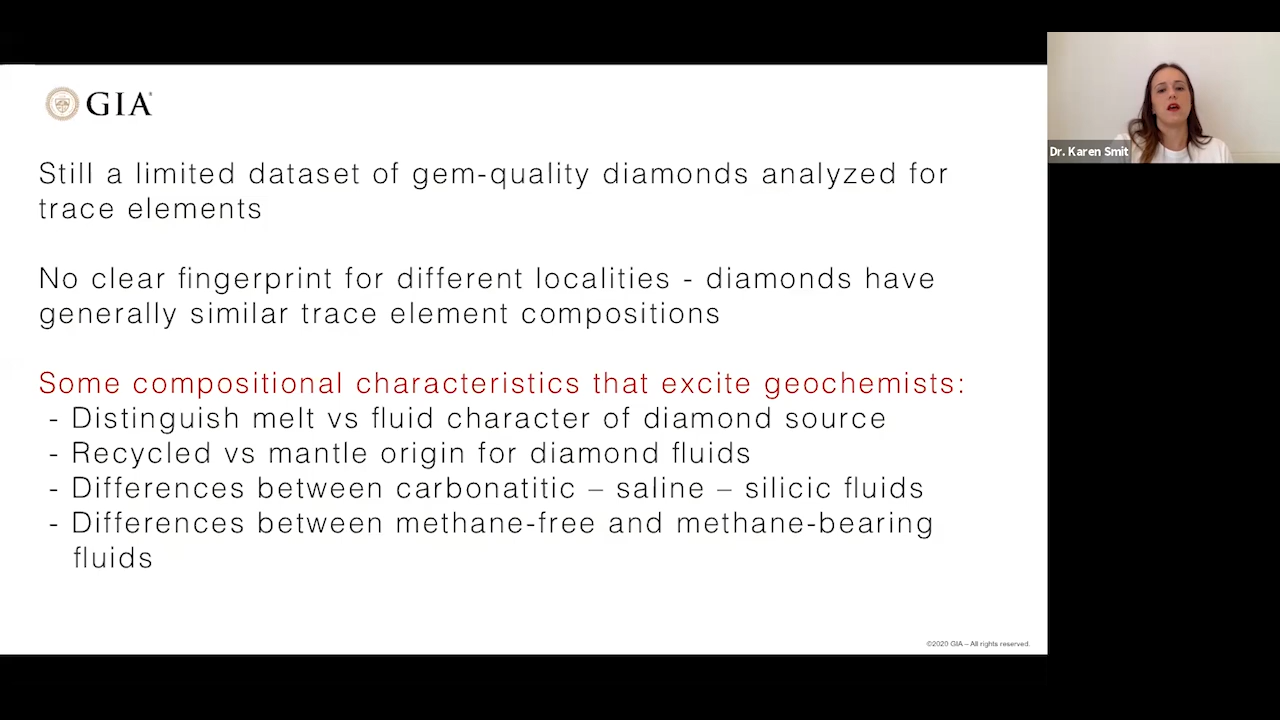 GIA
Still a limited dataset of gem-quality diamonds analyzed for
trace elements
No clear fingerprint for different localities - diamonds have
generally similar trace element compositions
Some compositional characteristics that excite geochemists:
- Distinguish melt vs fluid character of diamond source
- Recycled vs mantle origin for diamond fluids
- Differences between carbonatitic – saline – silicic fluids
- Differences between methane-free and methane-bearing
fluids
©2020 GIA – All rights reserved.
Dr. Karen Smit